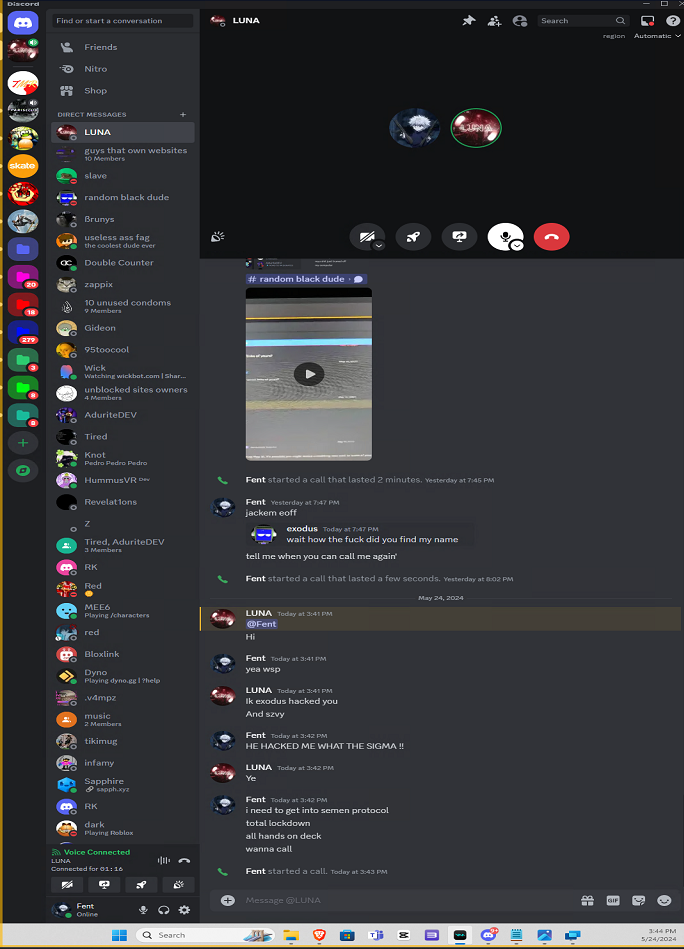 Discord
Find or start a conversation
Friends
Nitro
Shop
DIRECT MESSAGES
LUNA
guys that own websites
10 Members
slave
random black dude
ßrunys
useless ass fag
the coolest dude ever
Double Counter
zappix
10 unused condoms
9 Members
Gideon
95toocool
Wick
Watching wickbot.com | Shar...
unblocked sites owners
4 Members
AduriteDEV
Tired
Knot
Pedro Pedro Pedro
HummusVR Dev
Revelat1ons
Z
Tired, AduriteDEV
3 Members
RK
Red
MEE6
Playing /characters
red
Bloxlink
Dyno
Playing dyno.gg | ?help
.v4mpz
music
2 Members
tikimug
infamy
Sapphire
sapph.xyz
RK
dark
Playing Roblox
Voice Connected
LUNA
Connected for 01:16
Fent
Online
skate
20
18
279
3
8
8
LUNA
Search
region
Automatic
# random black dude ·
Fent started a call that lasted 2 minutes. Yesterday at 7:45 PM
Fent Yesterday at 7:47 PM
jackem eoff
exodus Today at 7:47 PM
wait how the fuck did you find my name
tell me when you can call me again'
Fent started a call that lasted a few seconds. Yesterday at 8:02 PM
May 24, 2024
LUNA Today at 3:41 PM
@Fent
Hi
Fent Today at 3:41 PM
yea wsp
LUNA Today at 3:41 PM
Ik exodus hacked you
And szvy
Fent Today at 3:42 PM
HE HACKED ME WHAT THE SIGMA !!
LUNA Today at 3:42 PM
Ye
Fent Today at 3:42 PM
i need to get into semen protocol
total lockdown
all hands on deck
wanna call
Fent started a call. Today at 3:43 PM
Message @LUNA
GIF
Search
9+
3:44 PM
5/24/2024